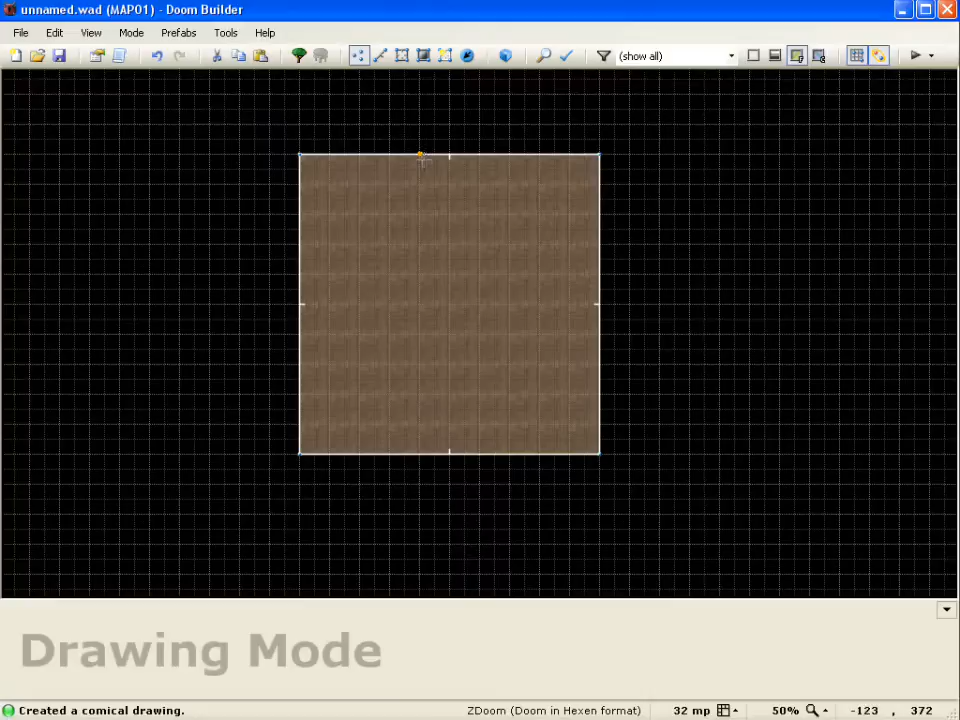 unnamed.wad (MAP01) - Doom Builder
File Edit View Mode Prefabs Tools Help
(show all)
Drawing Mode
Created a comical drawing. ZDoom (Doom in Hexen format) 32 mp 50% -123 , 372